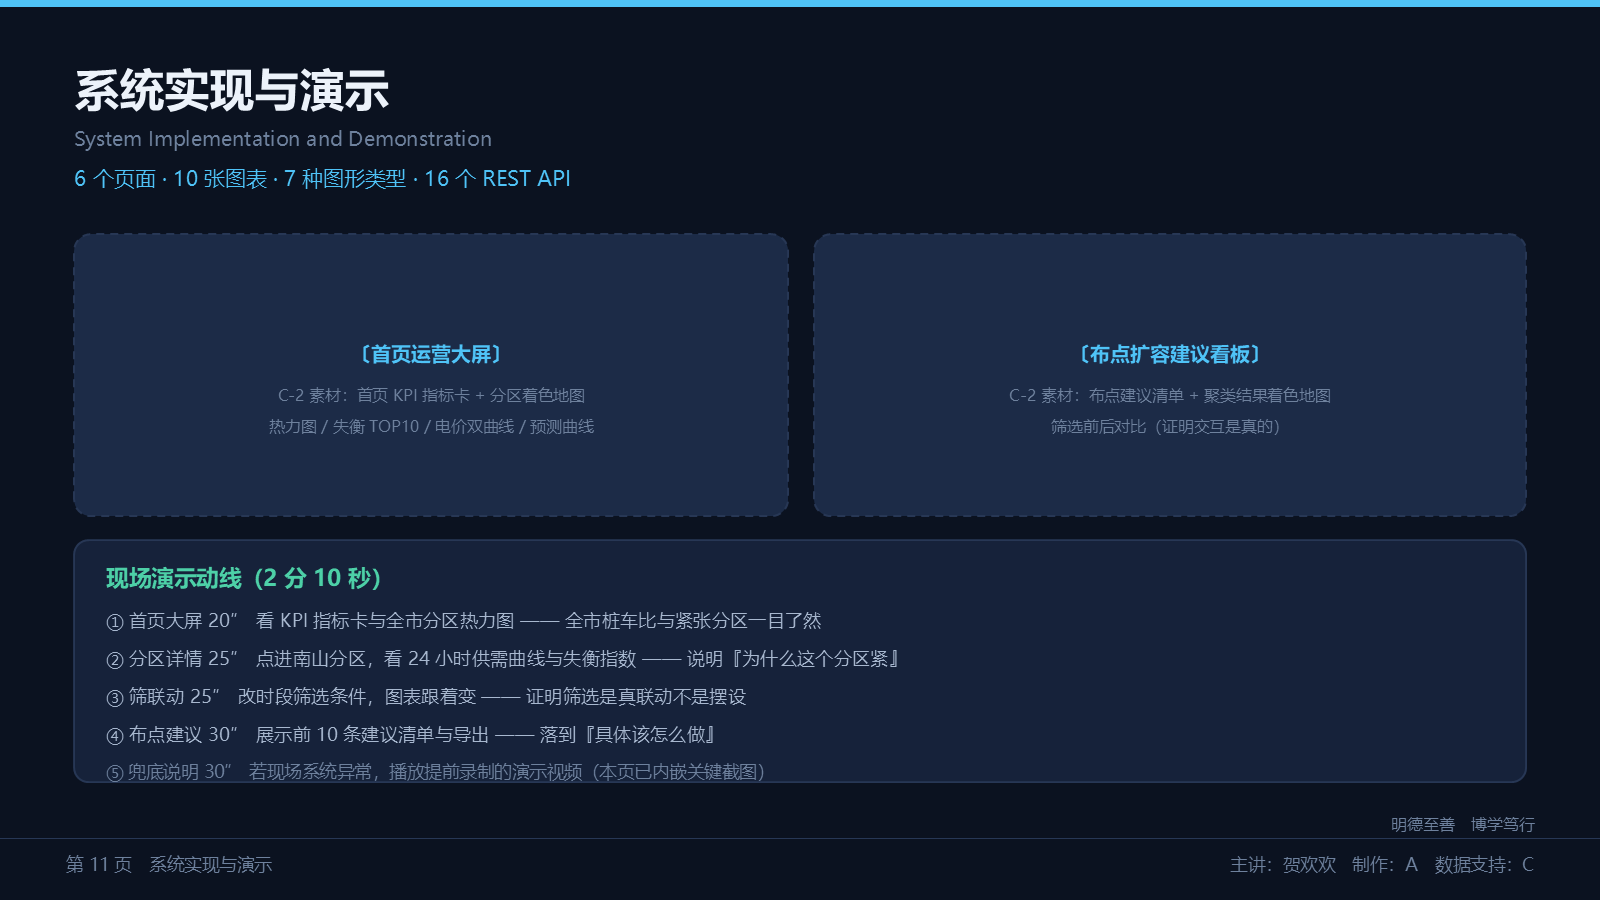 系统实现与演示
System Implementation and Demonstration
6 个页面 · 10 张图表 · 7 种图形类型 · 16 个 REST API
〔首页运营大屏〕
C-2 素材：首页 KPI 指标卡 + 分区着色地图
热力图 / 失衡 TOP10 / 电价双曲线 / 预测曲线
〔布点扩容建议看板〕
C-2 素材：布点建议清单 + 聚类结果着色地图
筛选前后对比（证明交互是真的）
现场演示动线（2 分 10 秒）
① 首页大屏 20″ 看 KPI 指标卡与全市分区热力图 —— 全市桩车比与紧张分区一目了然
② 分区详情 25″ 点进南山分区，看 24 小时供需曲线与失衡指数 —— 说明『为什么这个分区紧』
③ 筛联动 25″ 改时段筛选条件，图表跟着变 —— 证明筛选是真联动不是摆设
④ 布点建议 30″ 展示前 10 条建议清单与导出 —— 落到『具体该怎么做』
⑤ 兜底说明 30″ 若现场系统异常，播放提前录制的演示视频（本页已内嵌关键截图）
明德至善 博学笃行
第 11 页 系统实现与演示
主讲：贺欢欢 制作：A 数据支持：C